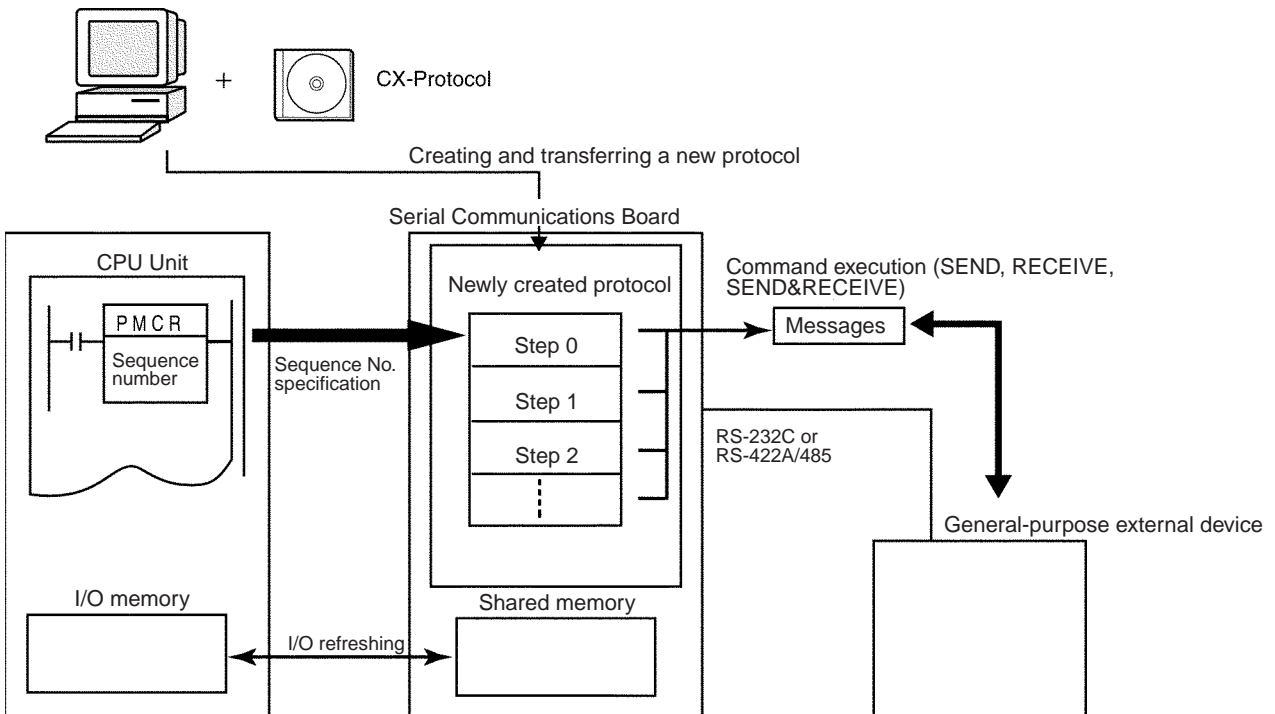 +
CX-Protocol
Creating and transferring a new protocol
Serial Communications Board
CPU Unit
PMCR
Sequence
number
Sequence No.
specification
Newly created protocol
Step 0
Step 1
Step 2
Command execution (SEND, RECEIVE,
SEND&RECEIVE)
Messages
RS-232C or
RS-422A/485
General-purpose external device
I/O memory
I/O refreshing
Shared memory